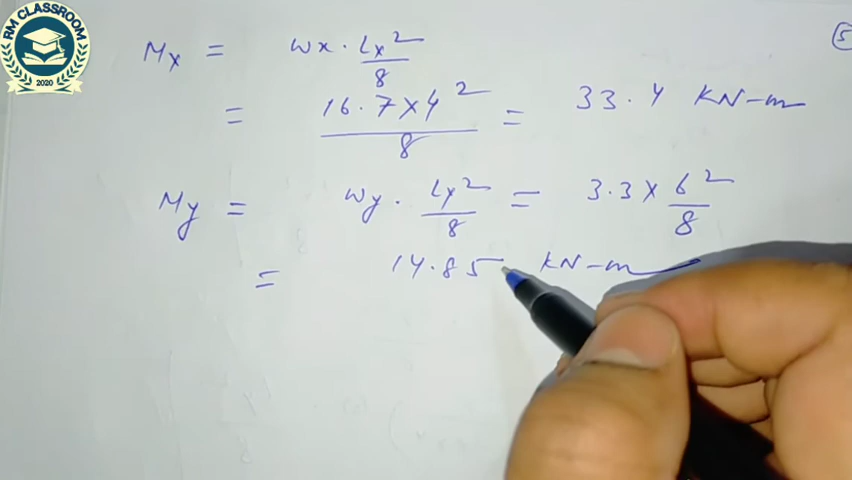 RM CLASSROOM
2020
5
Mx = wx · Lx² / 8
= 16.7 × 4² / 8 = 33.4 KN-m
My = wy · Ly² / 8 = 3.3 × 6² / 8
= 14.85 KN-m